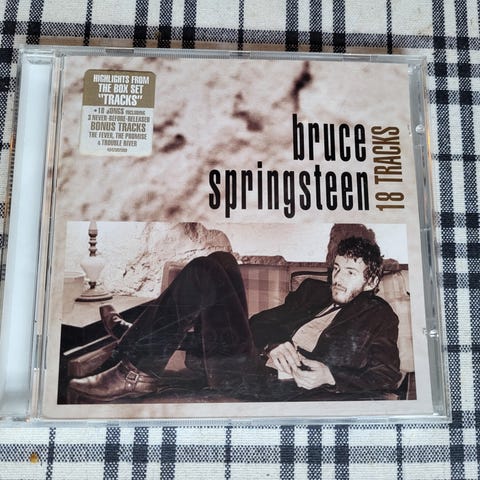 HIGHLIGHTS FROM
THE BOX SET
"TRACKS"
18 SONGS INCLUDING
3 NEVER-BEFORE-RELEASED
BONUS TRACKS
THE FEVER, THE PROMISE
& TROUBLE RIVER
bruce
springsteen
18 TRACKS